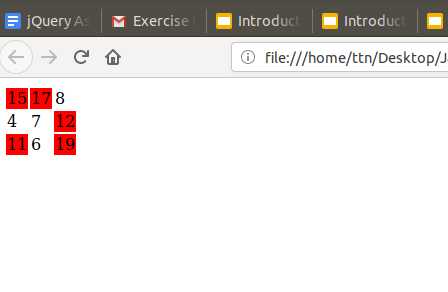 jQuery As
Exercise
Introduct
Introduct
file:///home/ttn/Desktop/J
15 17 8
4 7 12
11 6 19